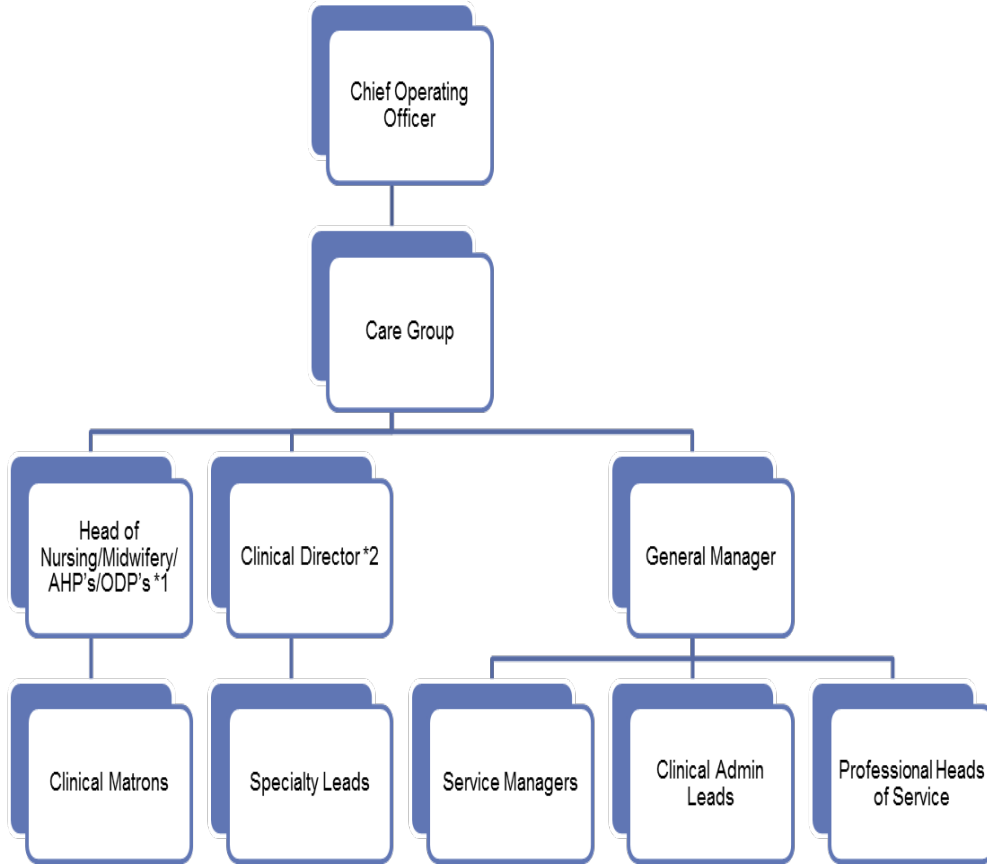 Chief Operating
Officer
Care Group
Head of
Nursing/Midwifery/
AHP's/ODP's *1
Clinical Director *2
General Manager
Clinical Matrons
Specialty Leads
Service Managers
Clinical Admin
Leads
Professional Heads
of Service